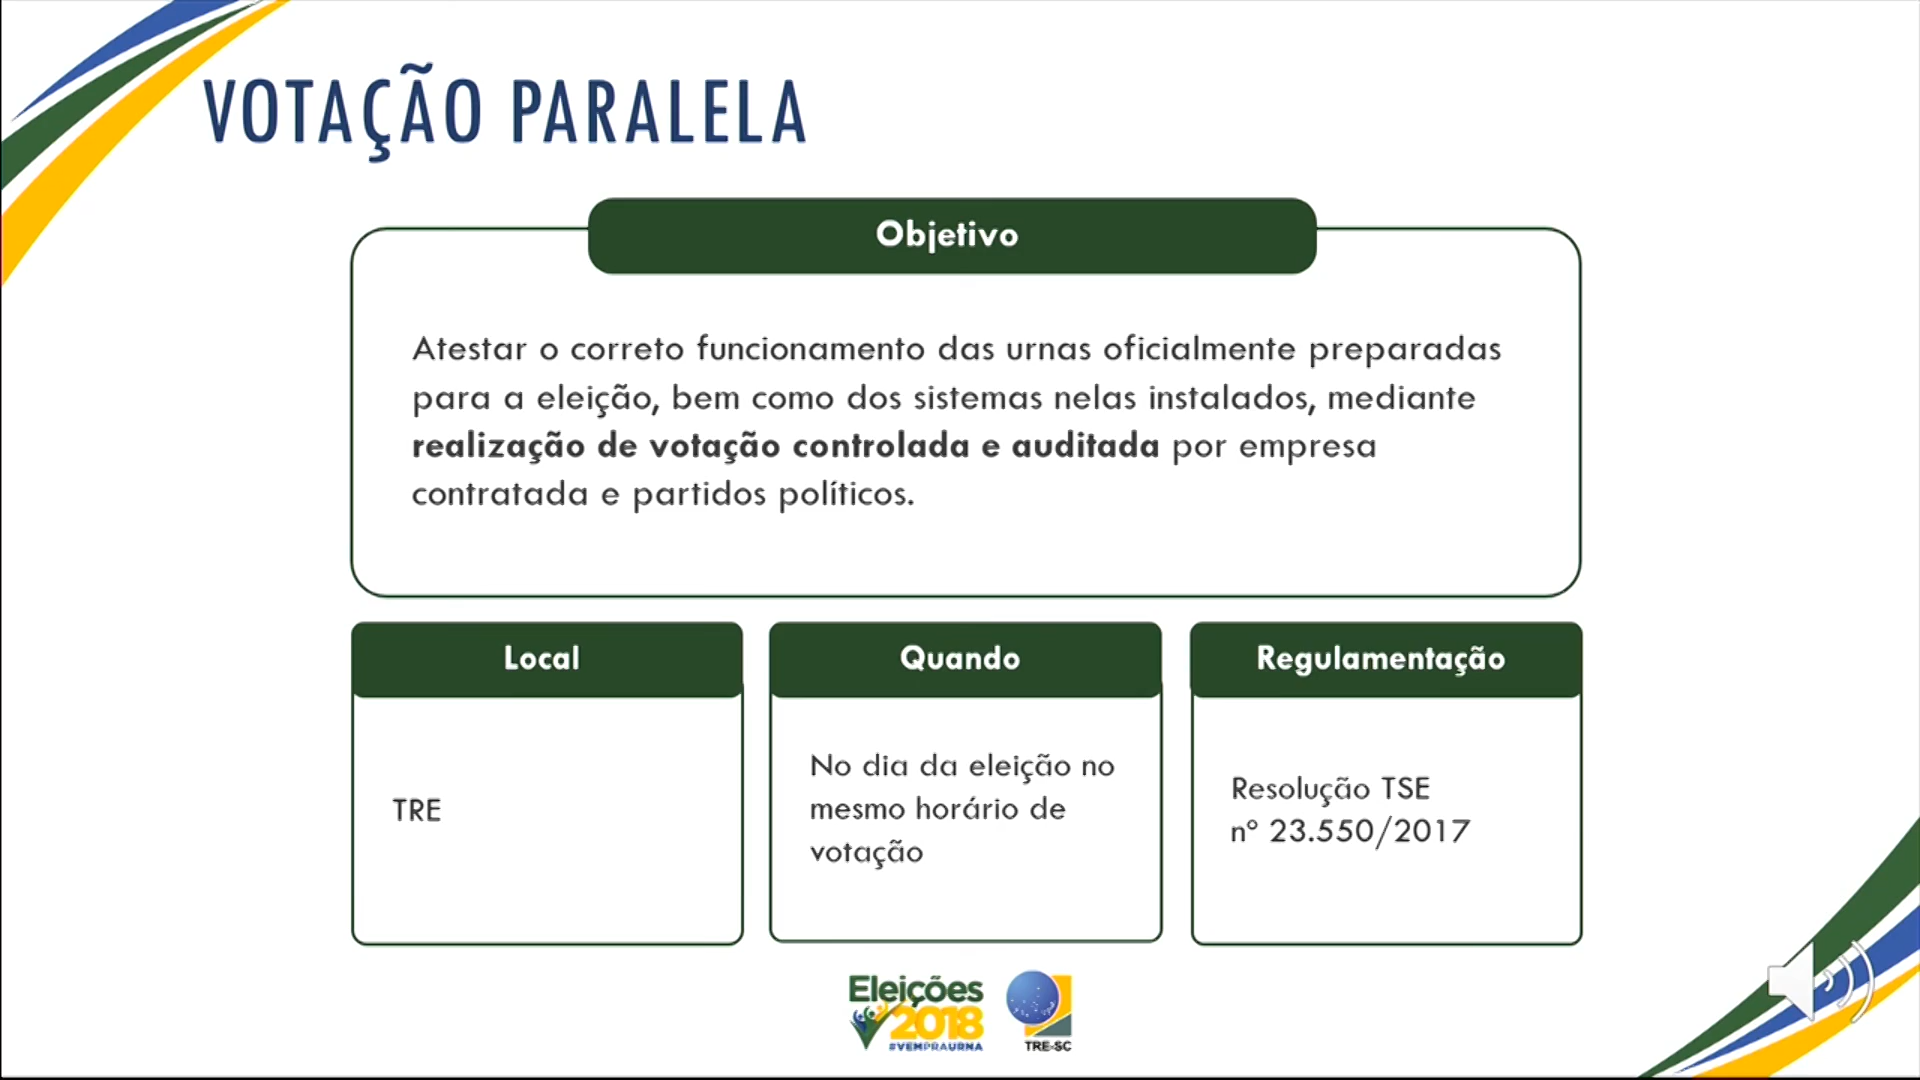 VOTAÇÃO PARALELA
Objetivo
Atestar o correto funcionamento das urnas oficialmente preparadas
para a eleição, bem como dos sistemas nelas instalados, mediante
realização de votação controlada e auditada por empresa
contratada e partidos políticos.
Local
TRE
Quando
No dia da eleição no
mesmo horário de
votação
Regulamentação
Resolução TSE
nº 23.550/2017
Eleições
2018
#VEMPRAURNA
TRE-SC